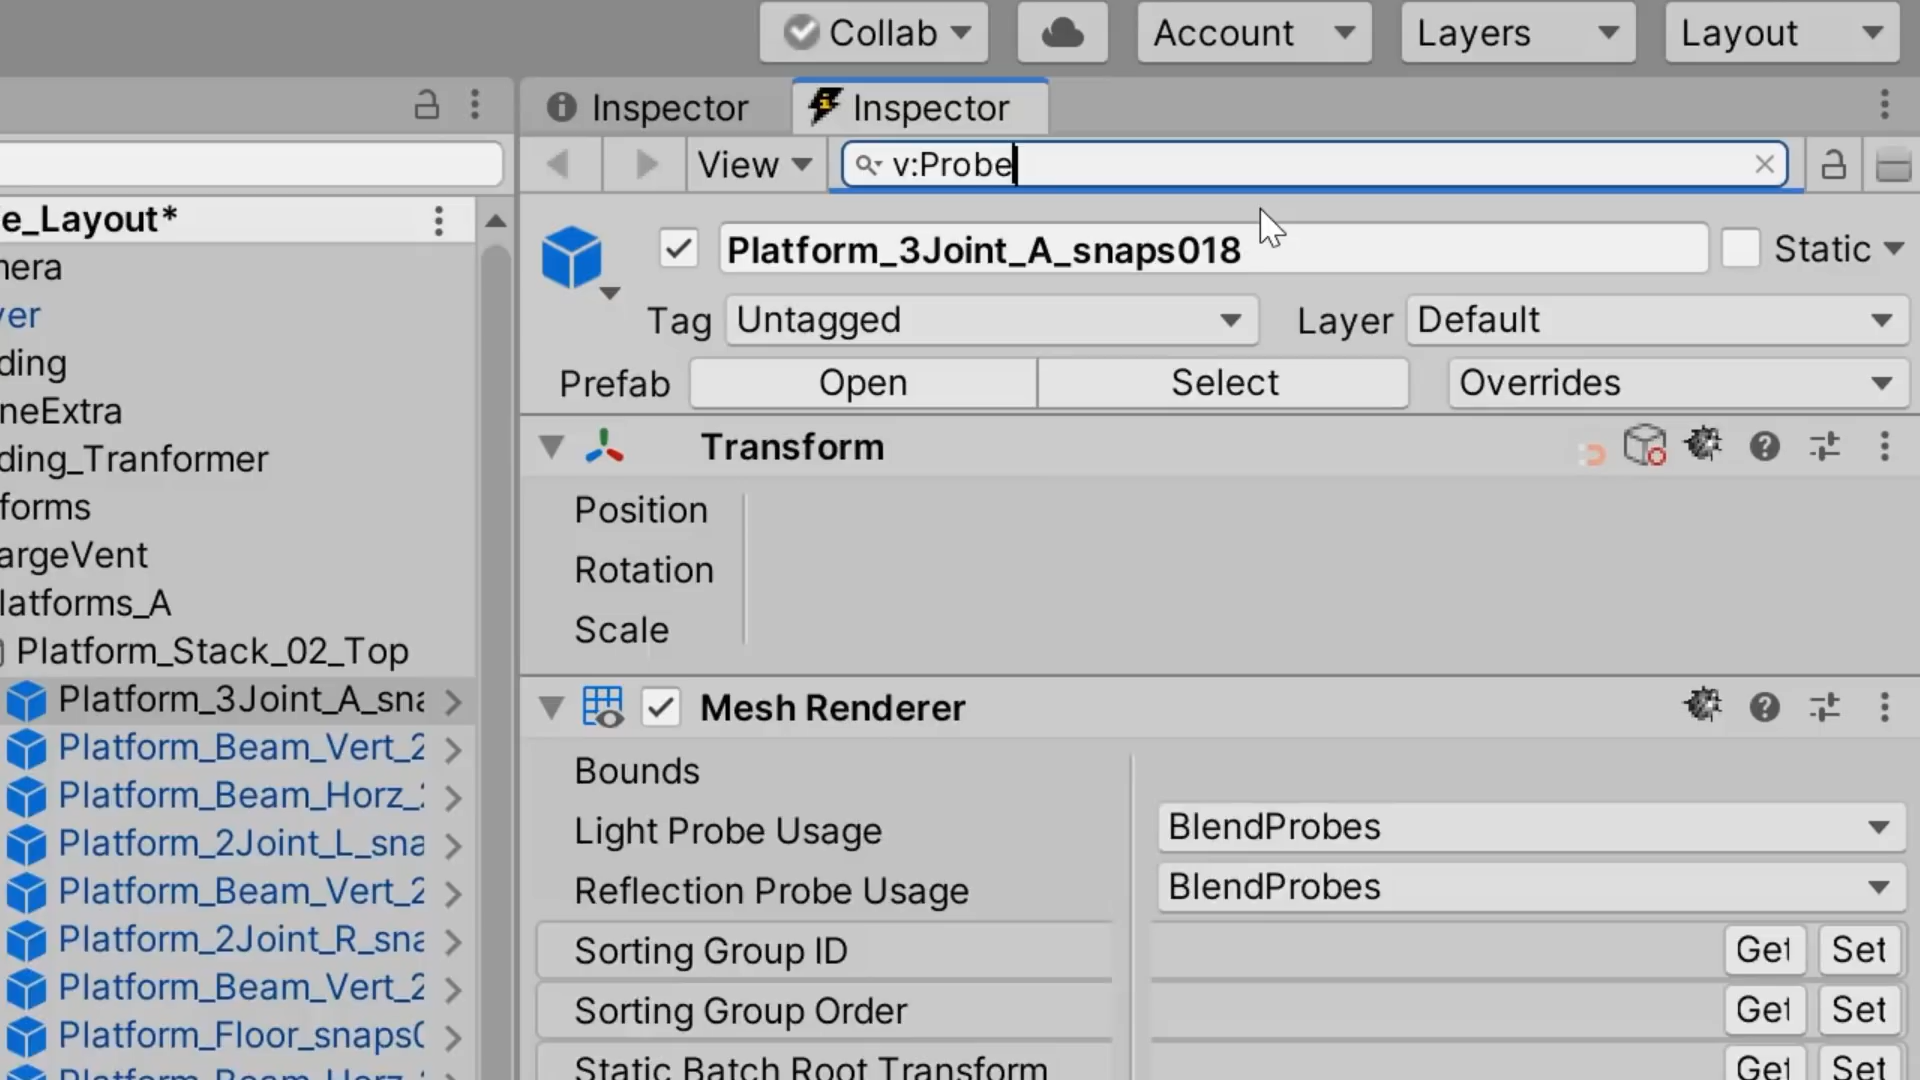 Collab
Account
Layers
Layout
Inspector
Inspector
View
v:Probe
e_Layout*
nera
ver
ding
neExtra
ding_Tranformer
forms
argeVent
latforms_A
Platform_Stack_02_Top
Platform_3Joint_A_sna
Platform_Beam_Vert_2
Platform_Beam_Horz_
Platform_2Joint_L_sna
Platform_Beam_Vert_2
Platform_2Joint_R_sna
Platform_Beam_Vert_2
Platform_Floor_snaps0
Platform_Beam_Horz_
Platform_3Joint_A_snaps018
Static
Tag Untagged
Layer Default
Prefab Open Select Overrides
Transform
Position
Rotation
Scale
Mesh Renderer
Bounds
Light Probe Usage BlendProbes
Reflection Probe Usage BlendProbes
Sorting Group ID Get Set
Sorting Group Order Get Set
Static Batch Root Transform Get Set